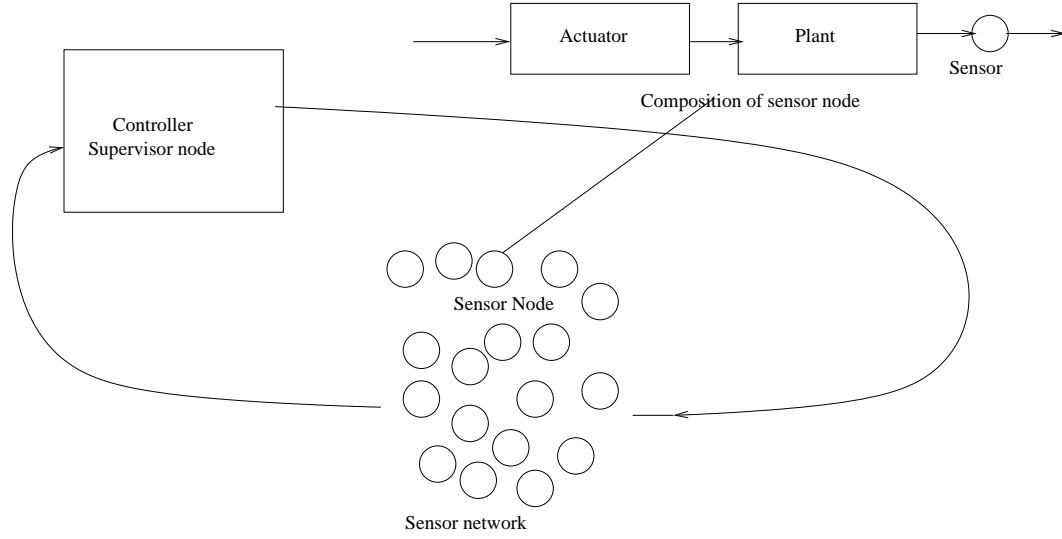 Actuator
Plant
Sensor
Composition of sensor node
Controller
Supervisor node
Sensor Node
Sensor network